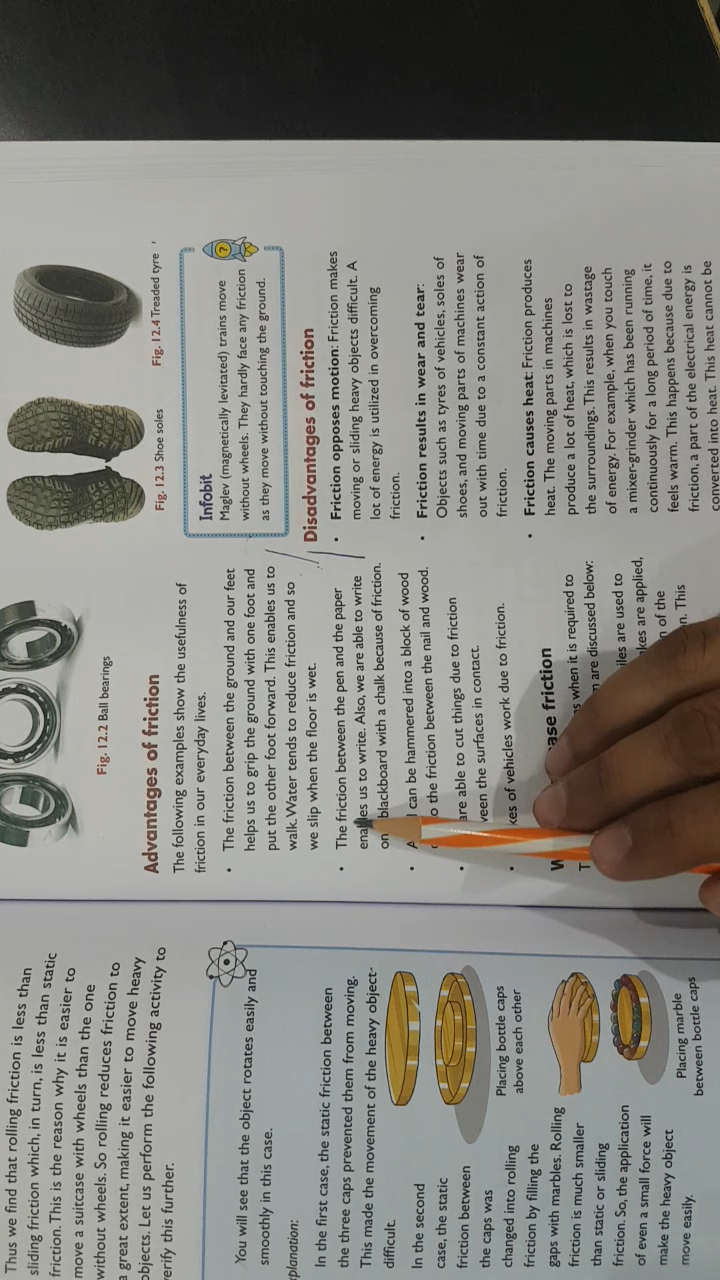 Thus we find that rolling friction is less than
sliding friction which, in turn, is less than static
friction. This is the reason why it is easier to
move a suitcase with wheels than the one
without wheels. So rolling reduces friction to
a great extent, making it easier to move heavy
objects. Let us perform the following activity to
verify this further.
You will see that the object rotates easily and
smoothly in this case.
xplanation:
In the first case, the static friction between
the three caps prevented them from moving.
This made the movement of the heavy object
difficult.
In the second
case, the static
friction between
the caps was
changed into rolling
friction by filling the
gaps with marbles. Rolling
friction is much smaller
than static or sliding
friction. So, the application
of even a small force will
make the heavy object
move easily.
Placing bottle caps
above each other
Placing marble
between bottle caps
Fig. 12.2 Ball bearings
Advantages of friction
The following examples show the usefulness of
friction in our everyday lives.
• The friction between the ground and our feet
helps us to grip the ground with one foot and
put the other foot forward. This enables us to
walk. Water tends to reduce friction and so
we slip when the floor is wet.
• The friction between the pen and the paper
enables us to write. Also, we are able to write
on blackboard with a chalk because of friction.
• can be hammered into a block of wood
the friction between the nail and wood.
• are able to cut things due to friction
ween the surfaces in contact.
• kes of vehicles work due to friction.
ase friction
when it is required to
are discussed below:
iles are used to
kes are applied,
of the
n. This
Fig. 12.3 Shoe soles
Fig. 12.4 Treaded tyre
?
Infobit
Maglev (magnetically levitated) trains move
without wheels. They hardly face any friction
as they move without touching the ground.
Disadvantages of friction
• Friction opposes motion: Friction makes
moving or sliding heavy objects difficult. A
lot of energy is utilized in overcoming
friction.
• Friction results in wear and tear:
Objects such as tyres of vehicles, soles of
shoes, and moving parts of machines wear
out with time due to a constant action of
friction.
• Friction causes heat: Friction produces
heat. The moving parts in machines
produce a lot of heat, which is lost to
the surroundings. This results in wastage
of energy. For example, when you touch
a mixer-grinder which has been running
continuously for a long period of time, it
feels warm. This happens because due to
friction, a part of the electrical energy is
converted into heat. This heat cannot be